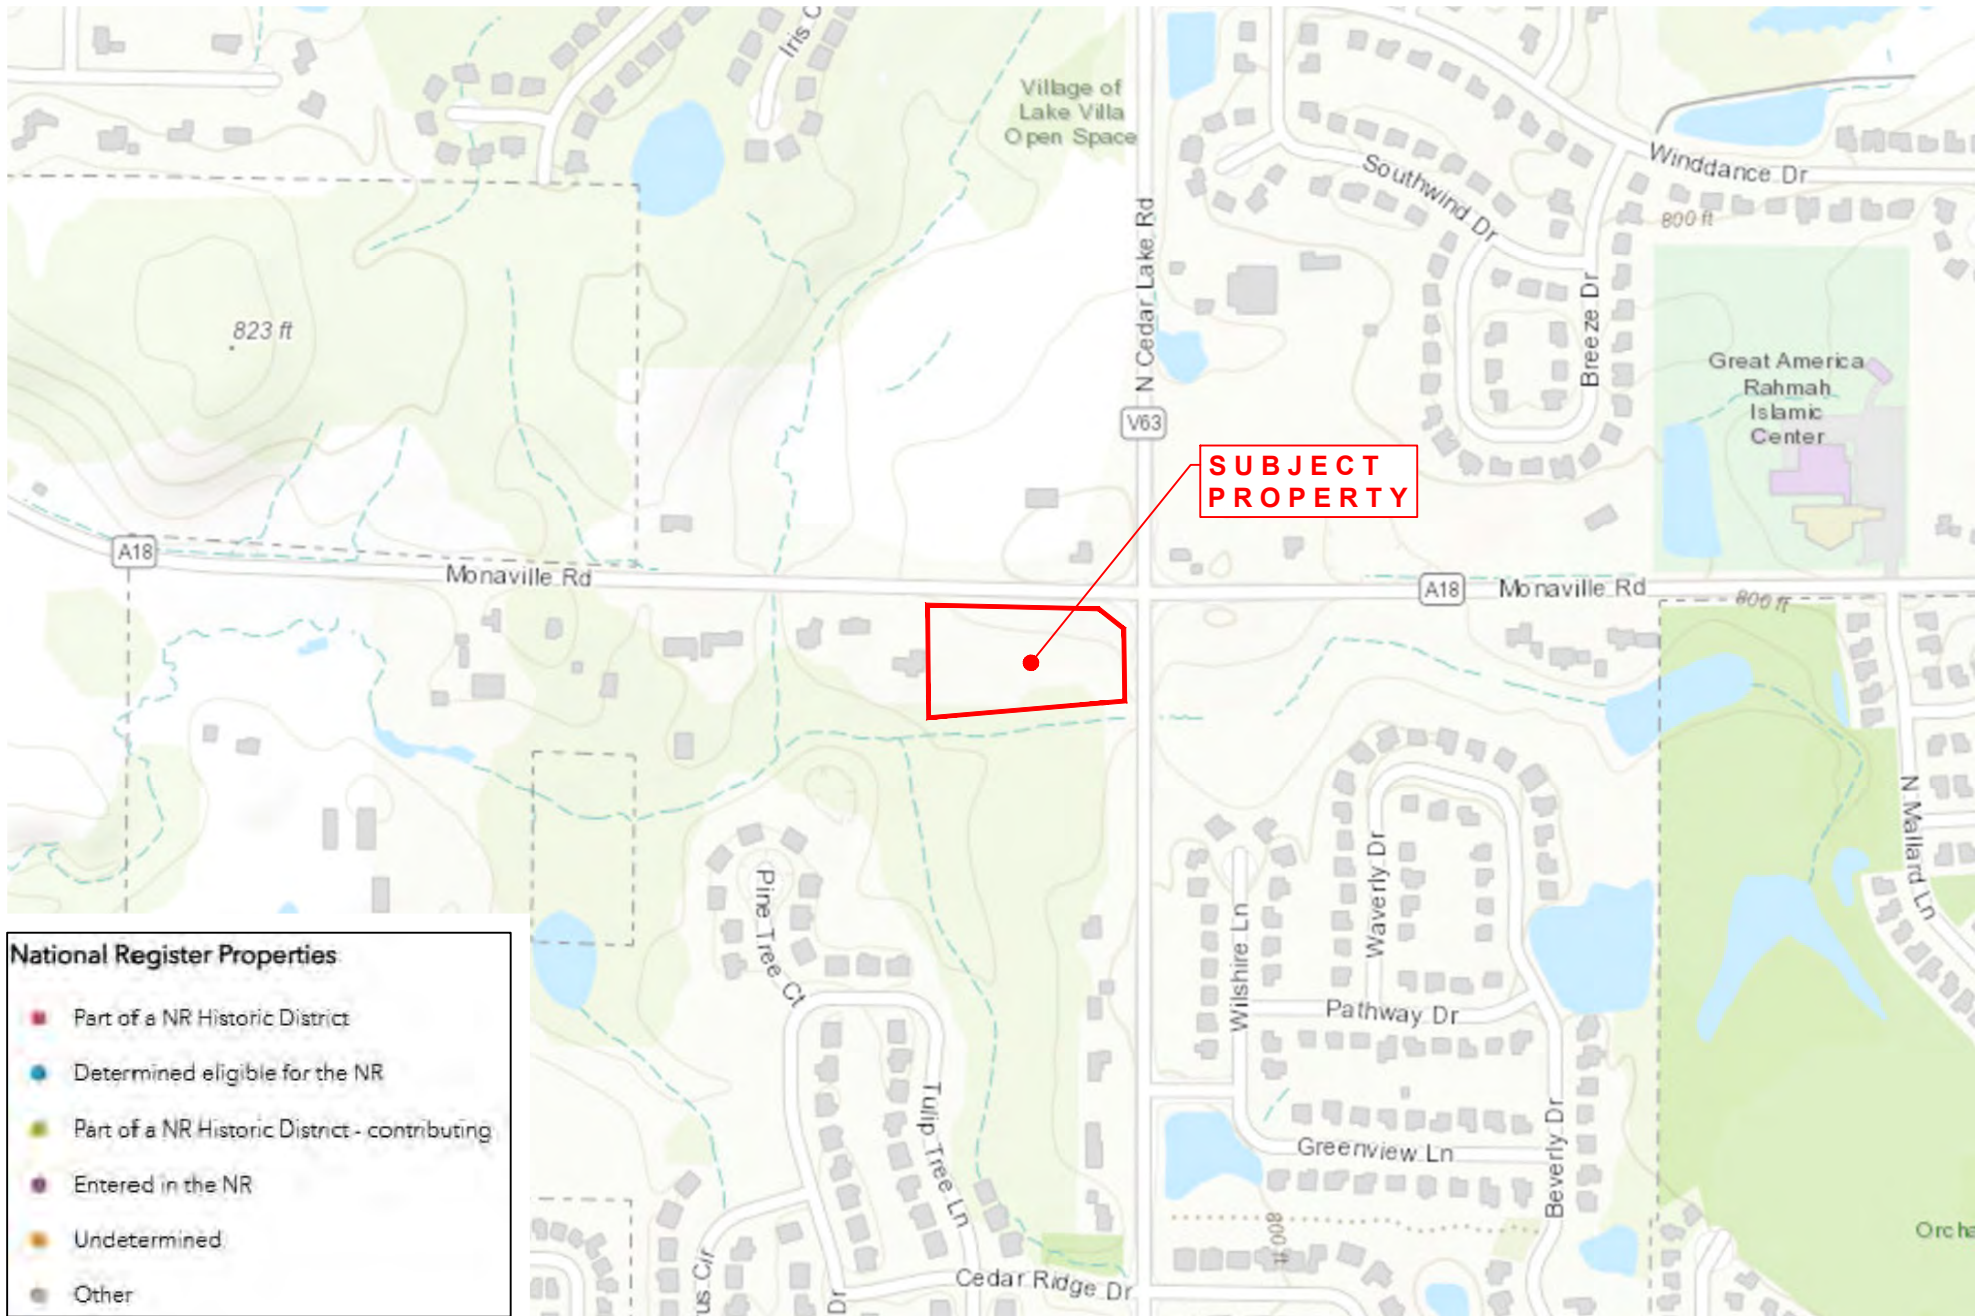 Iris C
Village of
Lake Villa
Open Space
Southwind Dr
Winddance Dr
800 ft
N Cedar Lake Rd
Breeze Dr
823 ft
Great America
Rahmah
Islamic
Center
V63
SUBJECT
PROPERTY
A18
Monaville Rd
A18
Monaville Rd
800 ft
N Mallard Ln
Waverly Dr
Pine Tree Ct
Wilshire Ln
Pathway Dr
Tulip Tree Ln
Greenview Ln
Beverly Dr
800 ft
Orcha
Cedar Ridge Dr
us Cir
Dr
National Register Properties
Part of a NR Historic District
Determined eligible for the NR
Part of a NR Historic District - contributing
Entered in the NR
Undetermined
Other